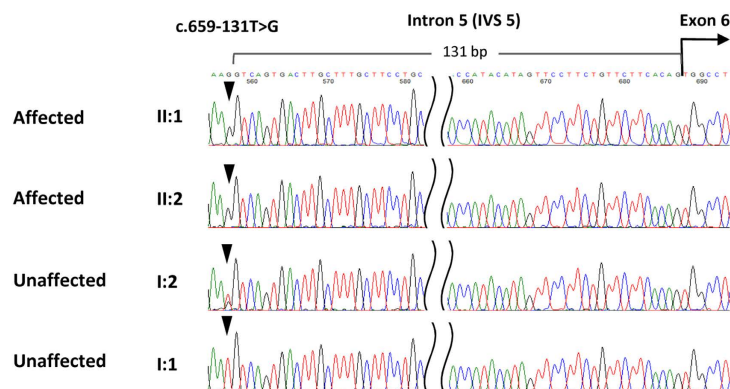 c.659-131T>G Intron 5 (IVS 5) Exon 6
131 bp
AAGGTCAGTGACTTGCTTTGCTTCCTGC CCATACATAGTTCCTTCTGTTCTTCACAGTGGCCT
560 570 580 660 670 680 690
Affected II:1
Affected II:2
Unaffected I:2
Unaffected I:1